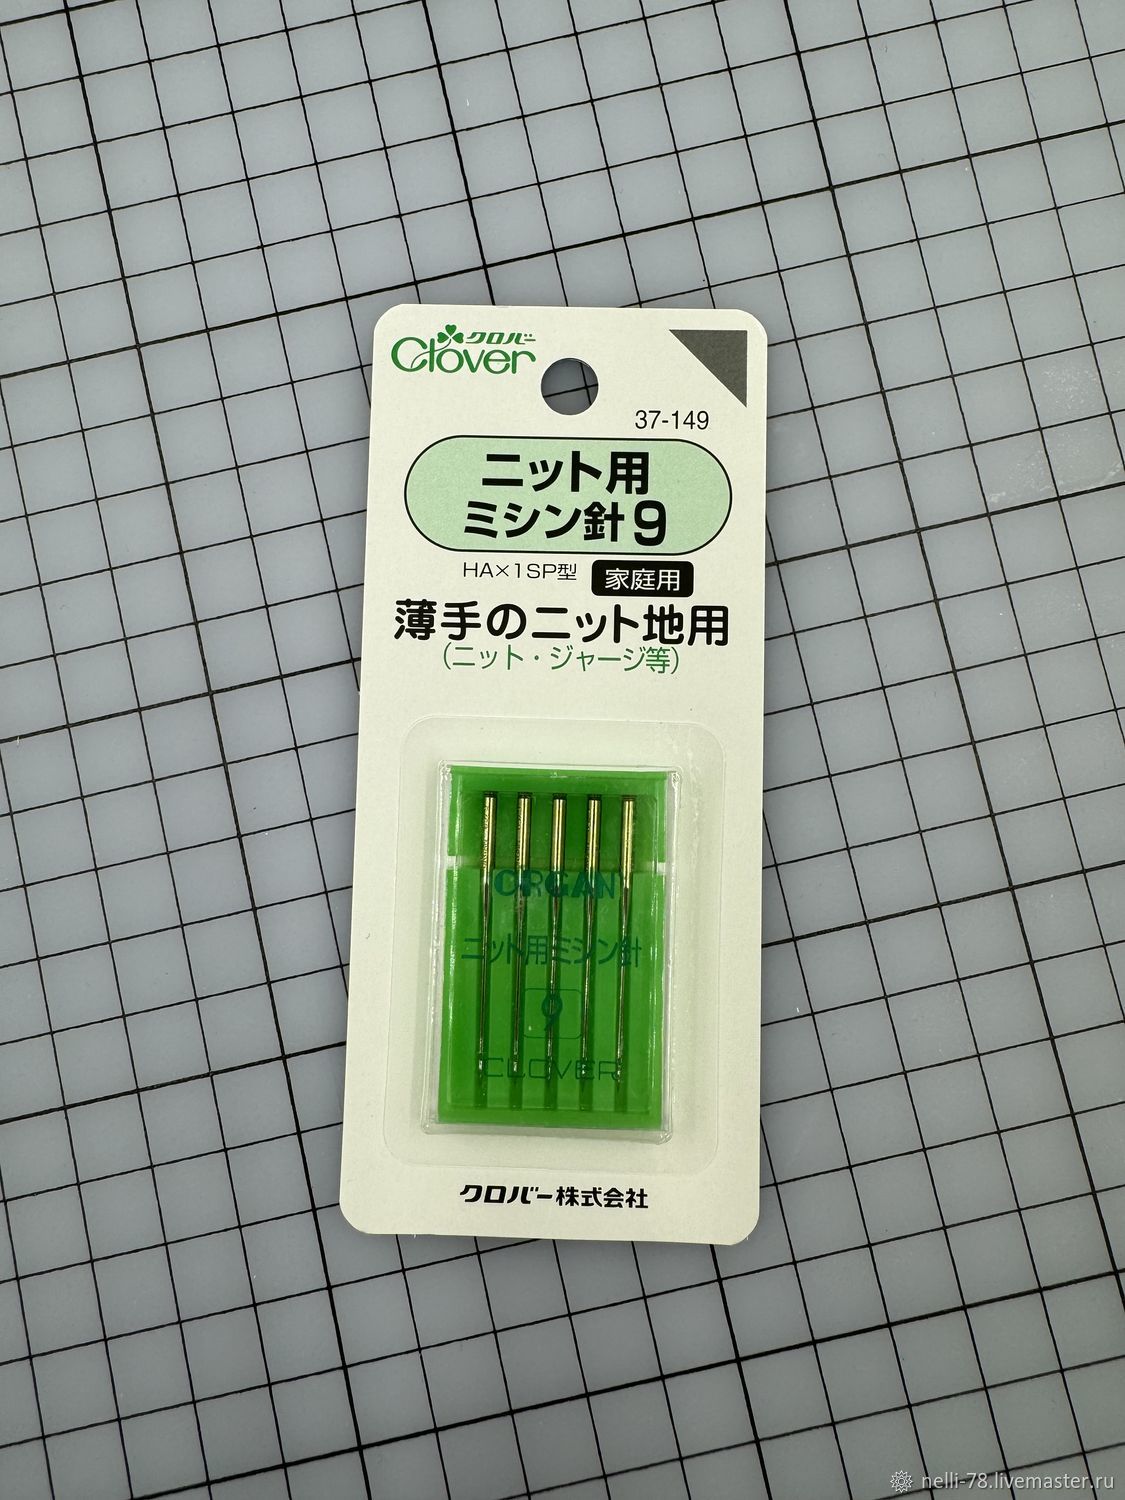 クロバー
Clover
37-149
ニット用
ミシン針9
HA×1SP型 家庭用
薄手のニット地用
(ニット・ジャージ等)
ORGAN
ニット用ミシン針
9
CLOVER
クロバー株式会社
nelli-78.livemaster.ru